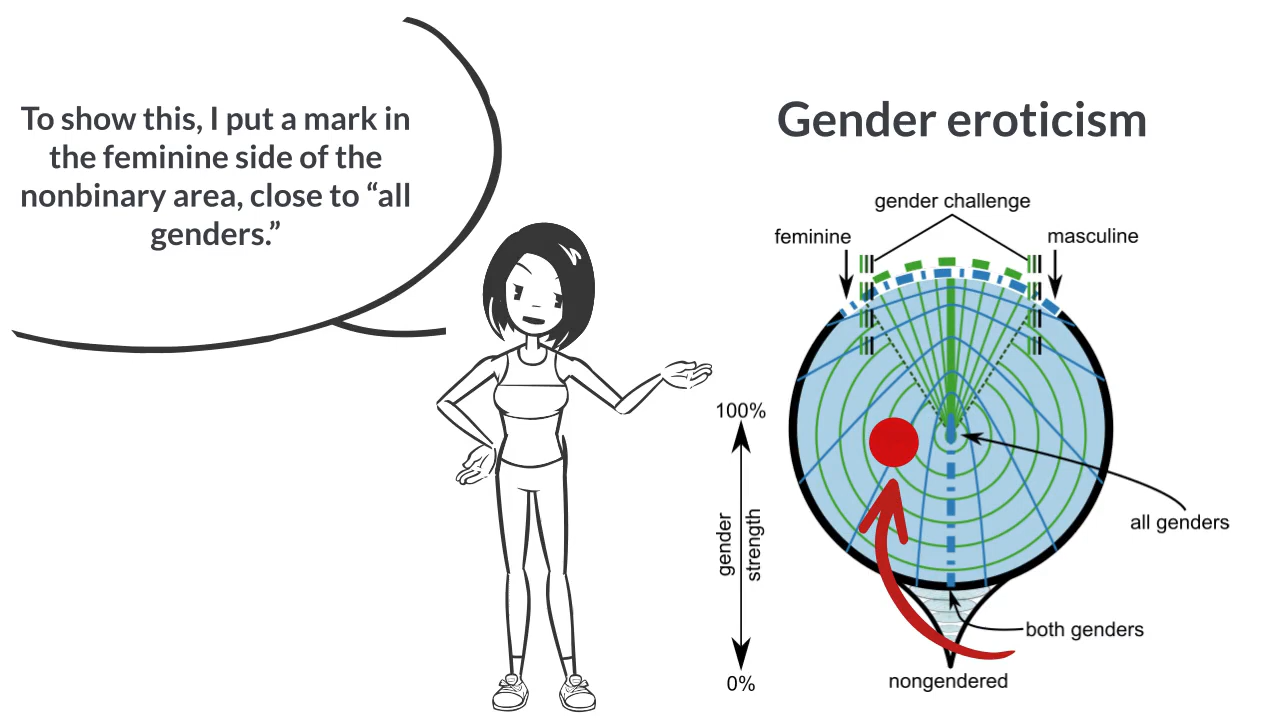 To show this, I put a mark in
the feminine side of the
nonbinary area, close to “all
genders.”
Gender eroticism
gender challenge
feminine
masculine
100%
gender
strength
all genders
both genders
0%
nongendered